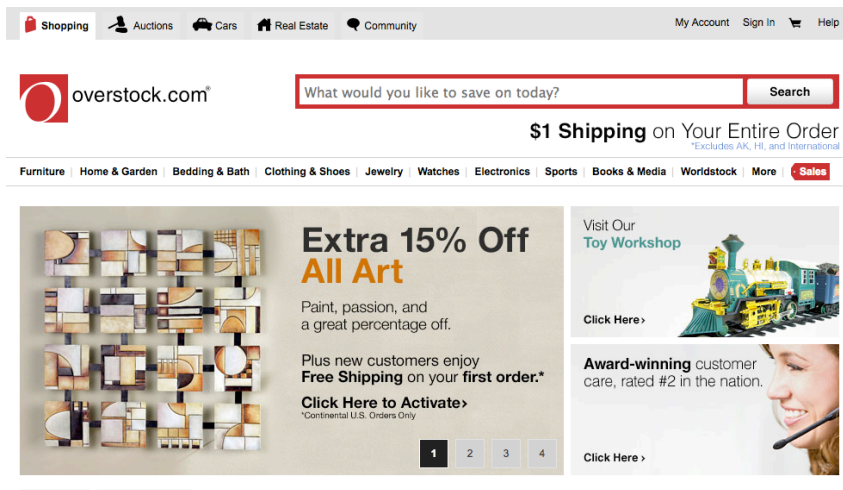 Shopping Auctions Cars Real Estate Community My Account Sign In Help
overstock.com®
What would you like to save on today? Search
$1 Shipping on Your Entire Order
*Excludes AK, HI, and International
Furniture Home & Garden Bedding & Bath Clothing & Shoes Jewelry Watches Electronics Sports Books & Media Worldstock More Sales
Extra 15% Off
All Art
Paint, passion, and
a great percentage off.
Plus new customers enjoy
Free Shipping on your first order.*
Click Here to Activate›
*Continental U.S. Orders Only
1 2 3 4
Visit Our
Toy Workshop
Click Here›
Award-winning customer
care, rated #2 in the nation.
Click Here ›